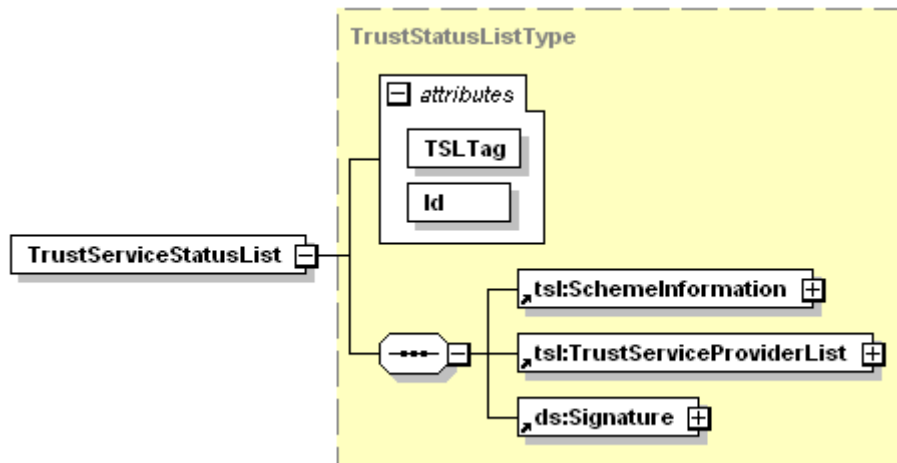 TrustStatusListType
attributes
TSLTag
Id
TrustServiceStatusList
tsl:SchemeInformation
tsl:TrustServiceProviderList
ds:Signature